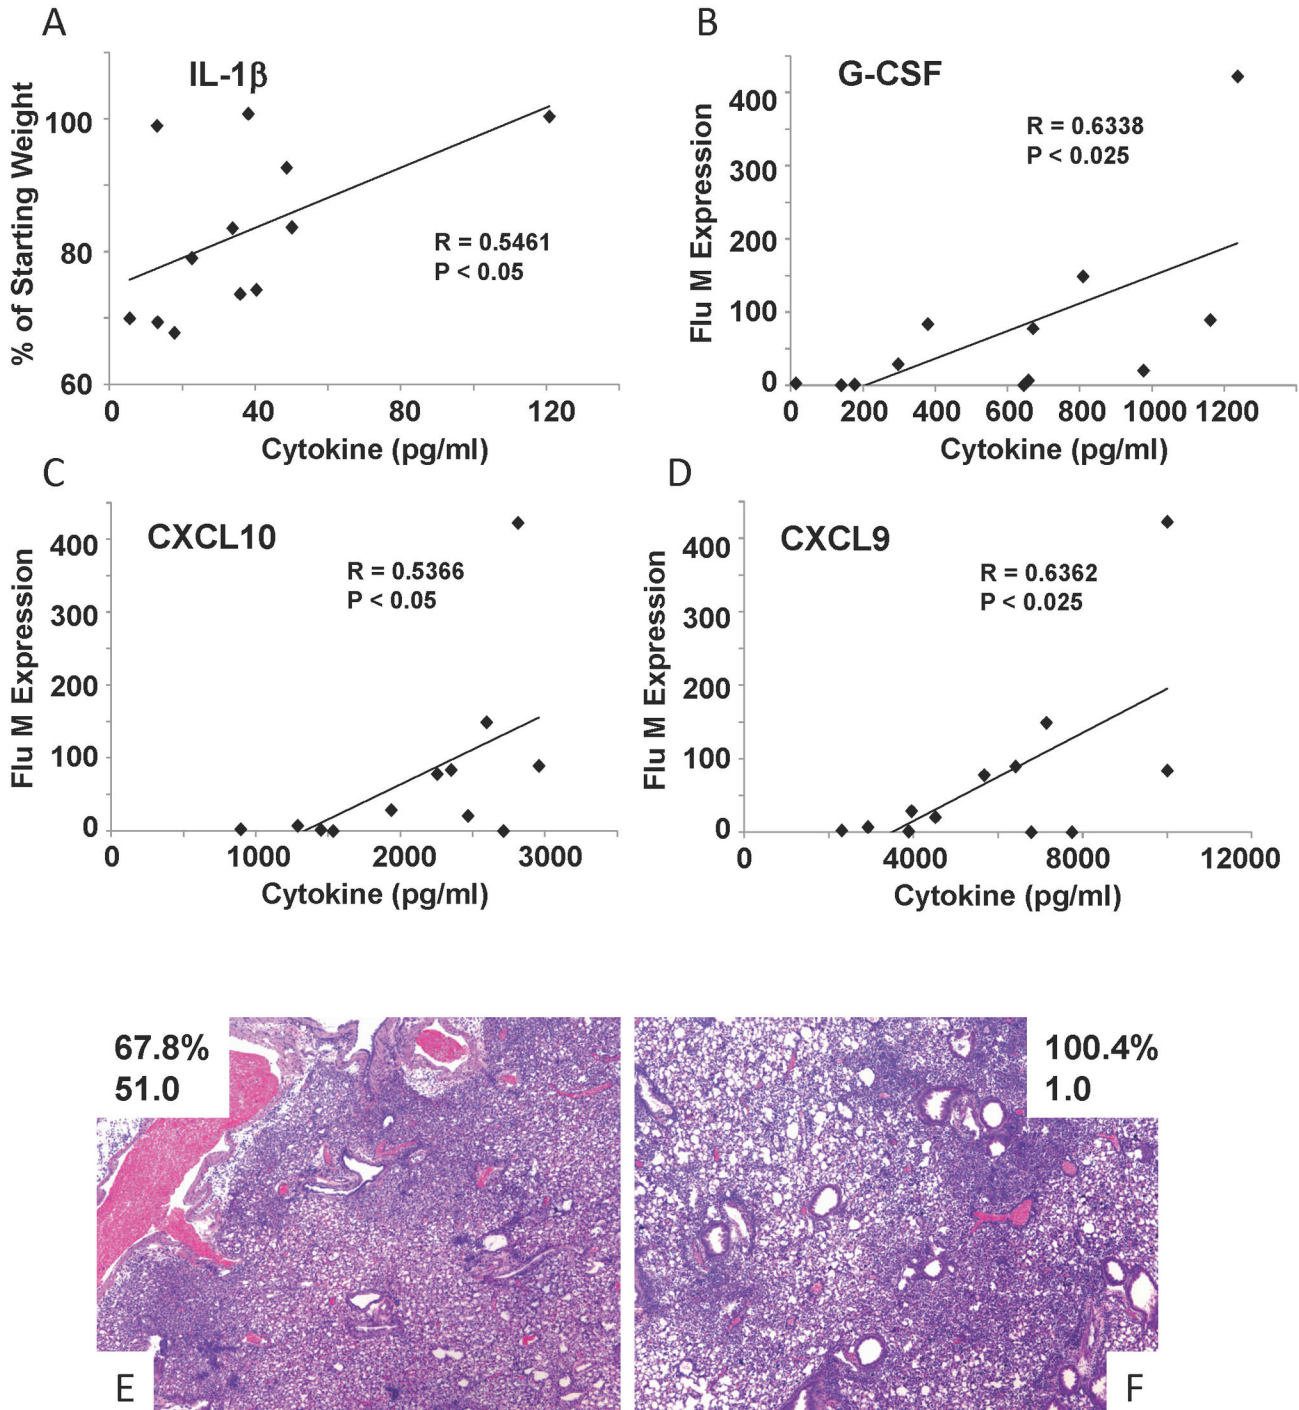 A
IL-1β
% of Starting Weight
100
80
60
R = 0.5461
P < 0.05
0
40
80
120
Cytokine (pg/ml)
B
G-CSF
Flu M Expression
400
300
200
100
0
R = 0.6338
P < 0.025
0
200
400
600
800
1000
1200
Cytokine (pg/ml)
C
CXCL10
Flu M Expression
400
300
200
100
0
R = 0.5366
P < 0.05
0
1000
2000
3000
Cytokine (pg/ml)
D
CXCL9
Flu M Expression
400
300
200
100
0
R = 0.6362
P < 0.025
0
4000
8000
12000
Cytokine (pg/ml)
67.8%
51.0
E
100.4%
1.0
F